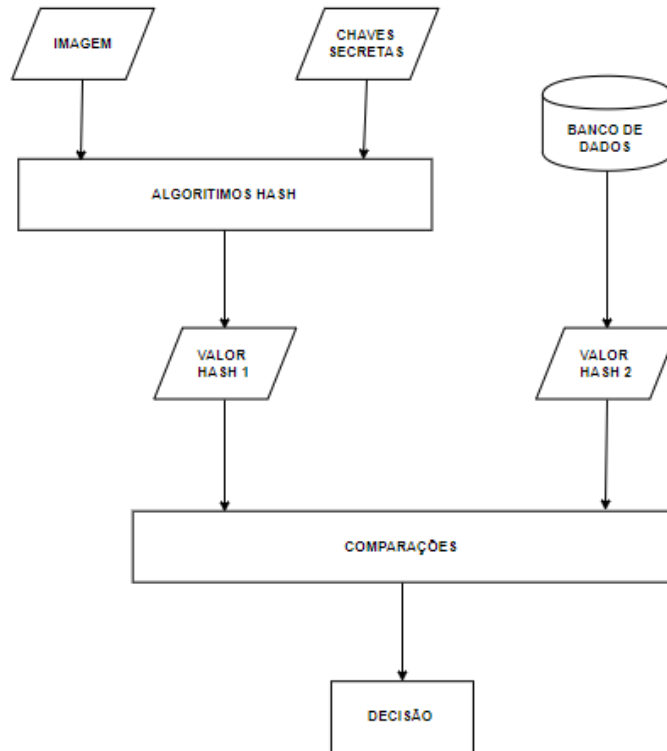 IMAGEM
CHAVES
SECRETAS
BANCO DE
DADOS
ALGORITIMOS HASH
VALOR
HASH 1
VALOR
HASH 2
COMPARAÇÕES
DECISÃO